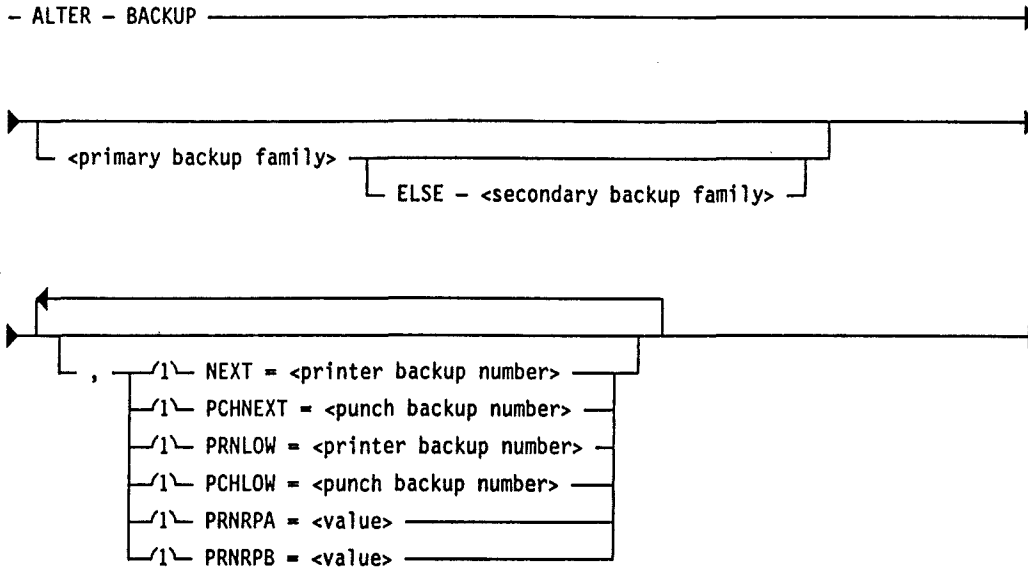 – ALTER – BACKUP
<primary backup family>
ELSE – <secondary backup family>
, /1\ NEXT = <printer backup number>
/1\ PCHNEXT = <punch backup number>
/1\ PRNLOW = <printer backup number>
/1\ PCHLOW = <punch backup number>
/1\ PRNRPA = <value>
/1\ PRNRPB = <value>